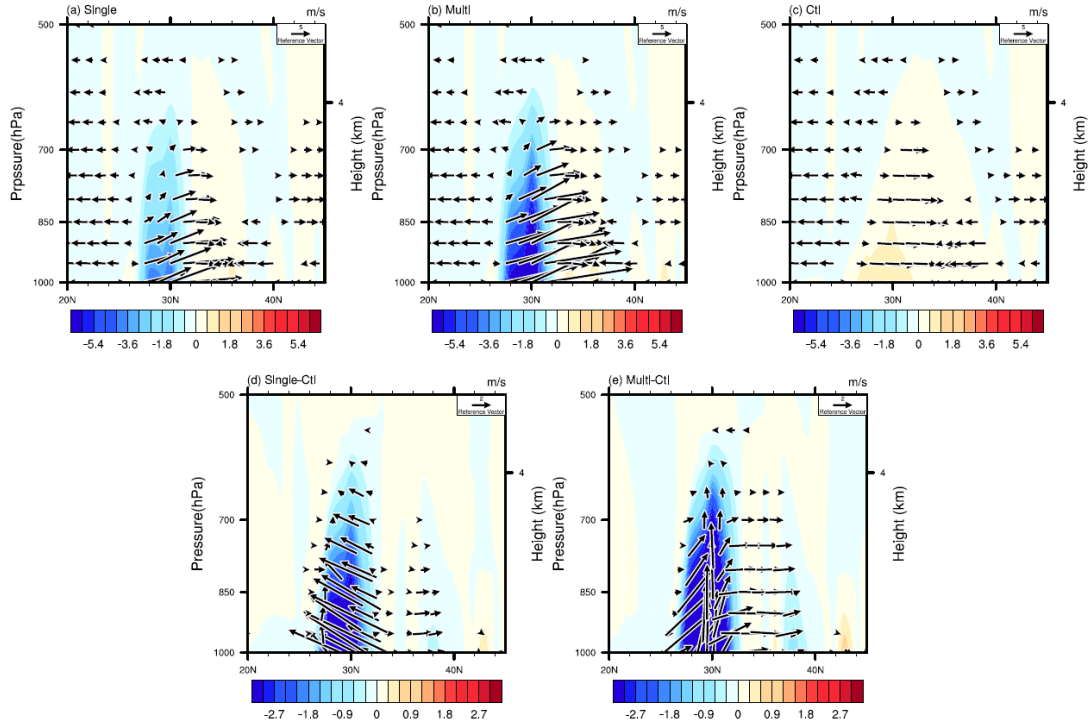 (a) Single m/s
5
Reference Vector
500
700
850
1000
Prpssure(hPa)
4
Height (km)
20N 30N 40N
-5.4 -3.6 -1.8 0 1.8 3.6 5.4
(b) Multi m/s
5
Reference Vector
500
700
850
1000
Prpssure(hPa)
4
Height (km)
20N 30N 40N
-5.4 -3.6 -1.8 0 1.8 3.6 5.4
(c) Ctl m/s
5
Reference Vector
500
700
850
1000
Prpssure(hPa)
4
Height (km)
20N 30N 40N
-5.4 -3.6 -1.8 0 1.8 3.6 5.4
(d) Single-Ctl m/s
2
Reference Vector
500
700
850
1000
Pressure(hPa)
4
Height (km)
20N 30N 40N
-2.7 -1.8 -0.9 0 0.9 1.8 2.7
(e) Multi-Ctl m/s
2
Reference Vector
500
700
850
1000
Pressure(hPa)
4
Height (km)
20N 30N 40N
-2.7 -1.8 -0.9 0 0.9 1.8 2.7